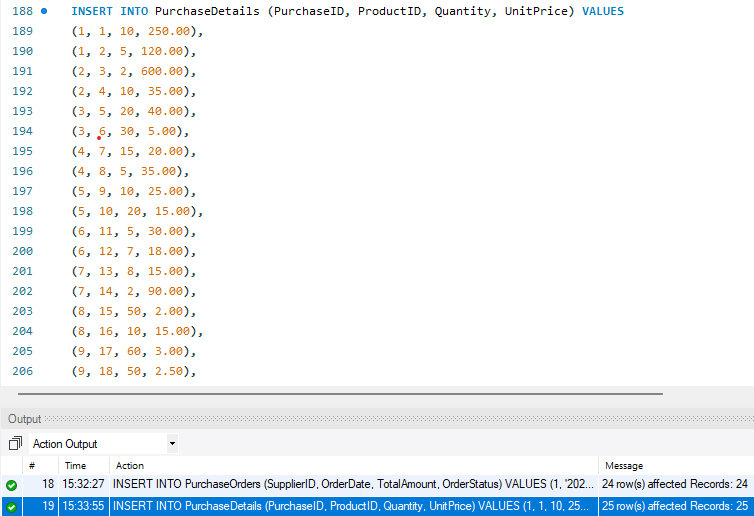 188 INSERT INTO PurchaseDetails (PurchaseID, ProductID, Quantity, UnitPrice) VALUES
189 (1, 1, 10, 250.00),
190 (1, 2, 5, 120.00),
191 (2, 3, 2, 600.00),
192 (2, 4, 10, 35.00),
193 (3, 5, 20, 40.00),
194 (3, 6, 30, 5.00),
195 (4, 7, 15, 20.00),
196 (4, 8, 5, 35.00),
197 (5, 9, 10, 25.00),
198 (5, 10, 20, 15.00),
199 (6, 11, 5, 30.00),
200 (6, 12, 7, 18.00),
201 (7, 13, 8, 15.00),
202 (7, 14, 2, 90.00),
203 (8, 15, 50, 2.00),
204 (8, 16, 10, 15.00),
205 (9, 17, 60, 3.00),
206 (9, 18, 50, 2.50),
Output
Action Output
# Time Action Message
18 15:32:27 INSERT INTO PurchaseOrders (SupplierID, OrderDate, TotalAmount, OrderStatus) VALUES (1, '202... 24 row(s) affected Records: 24
19 15:33:55 INSERT INTO PurchaseDetails (PurchaseID, ProductID, Quantity, UnitPrice) VALUES (1, 1, 10, 25... 25 row(s) affected Records: 25